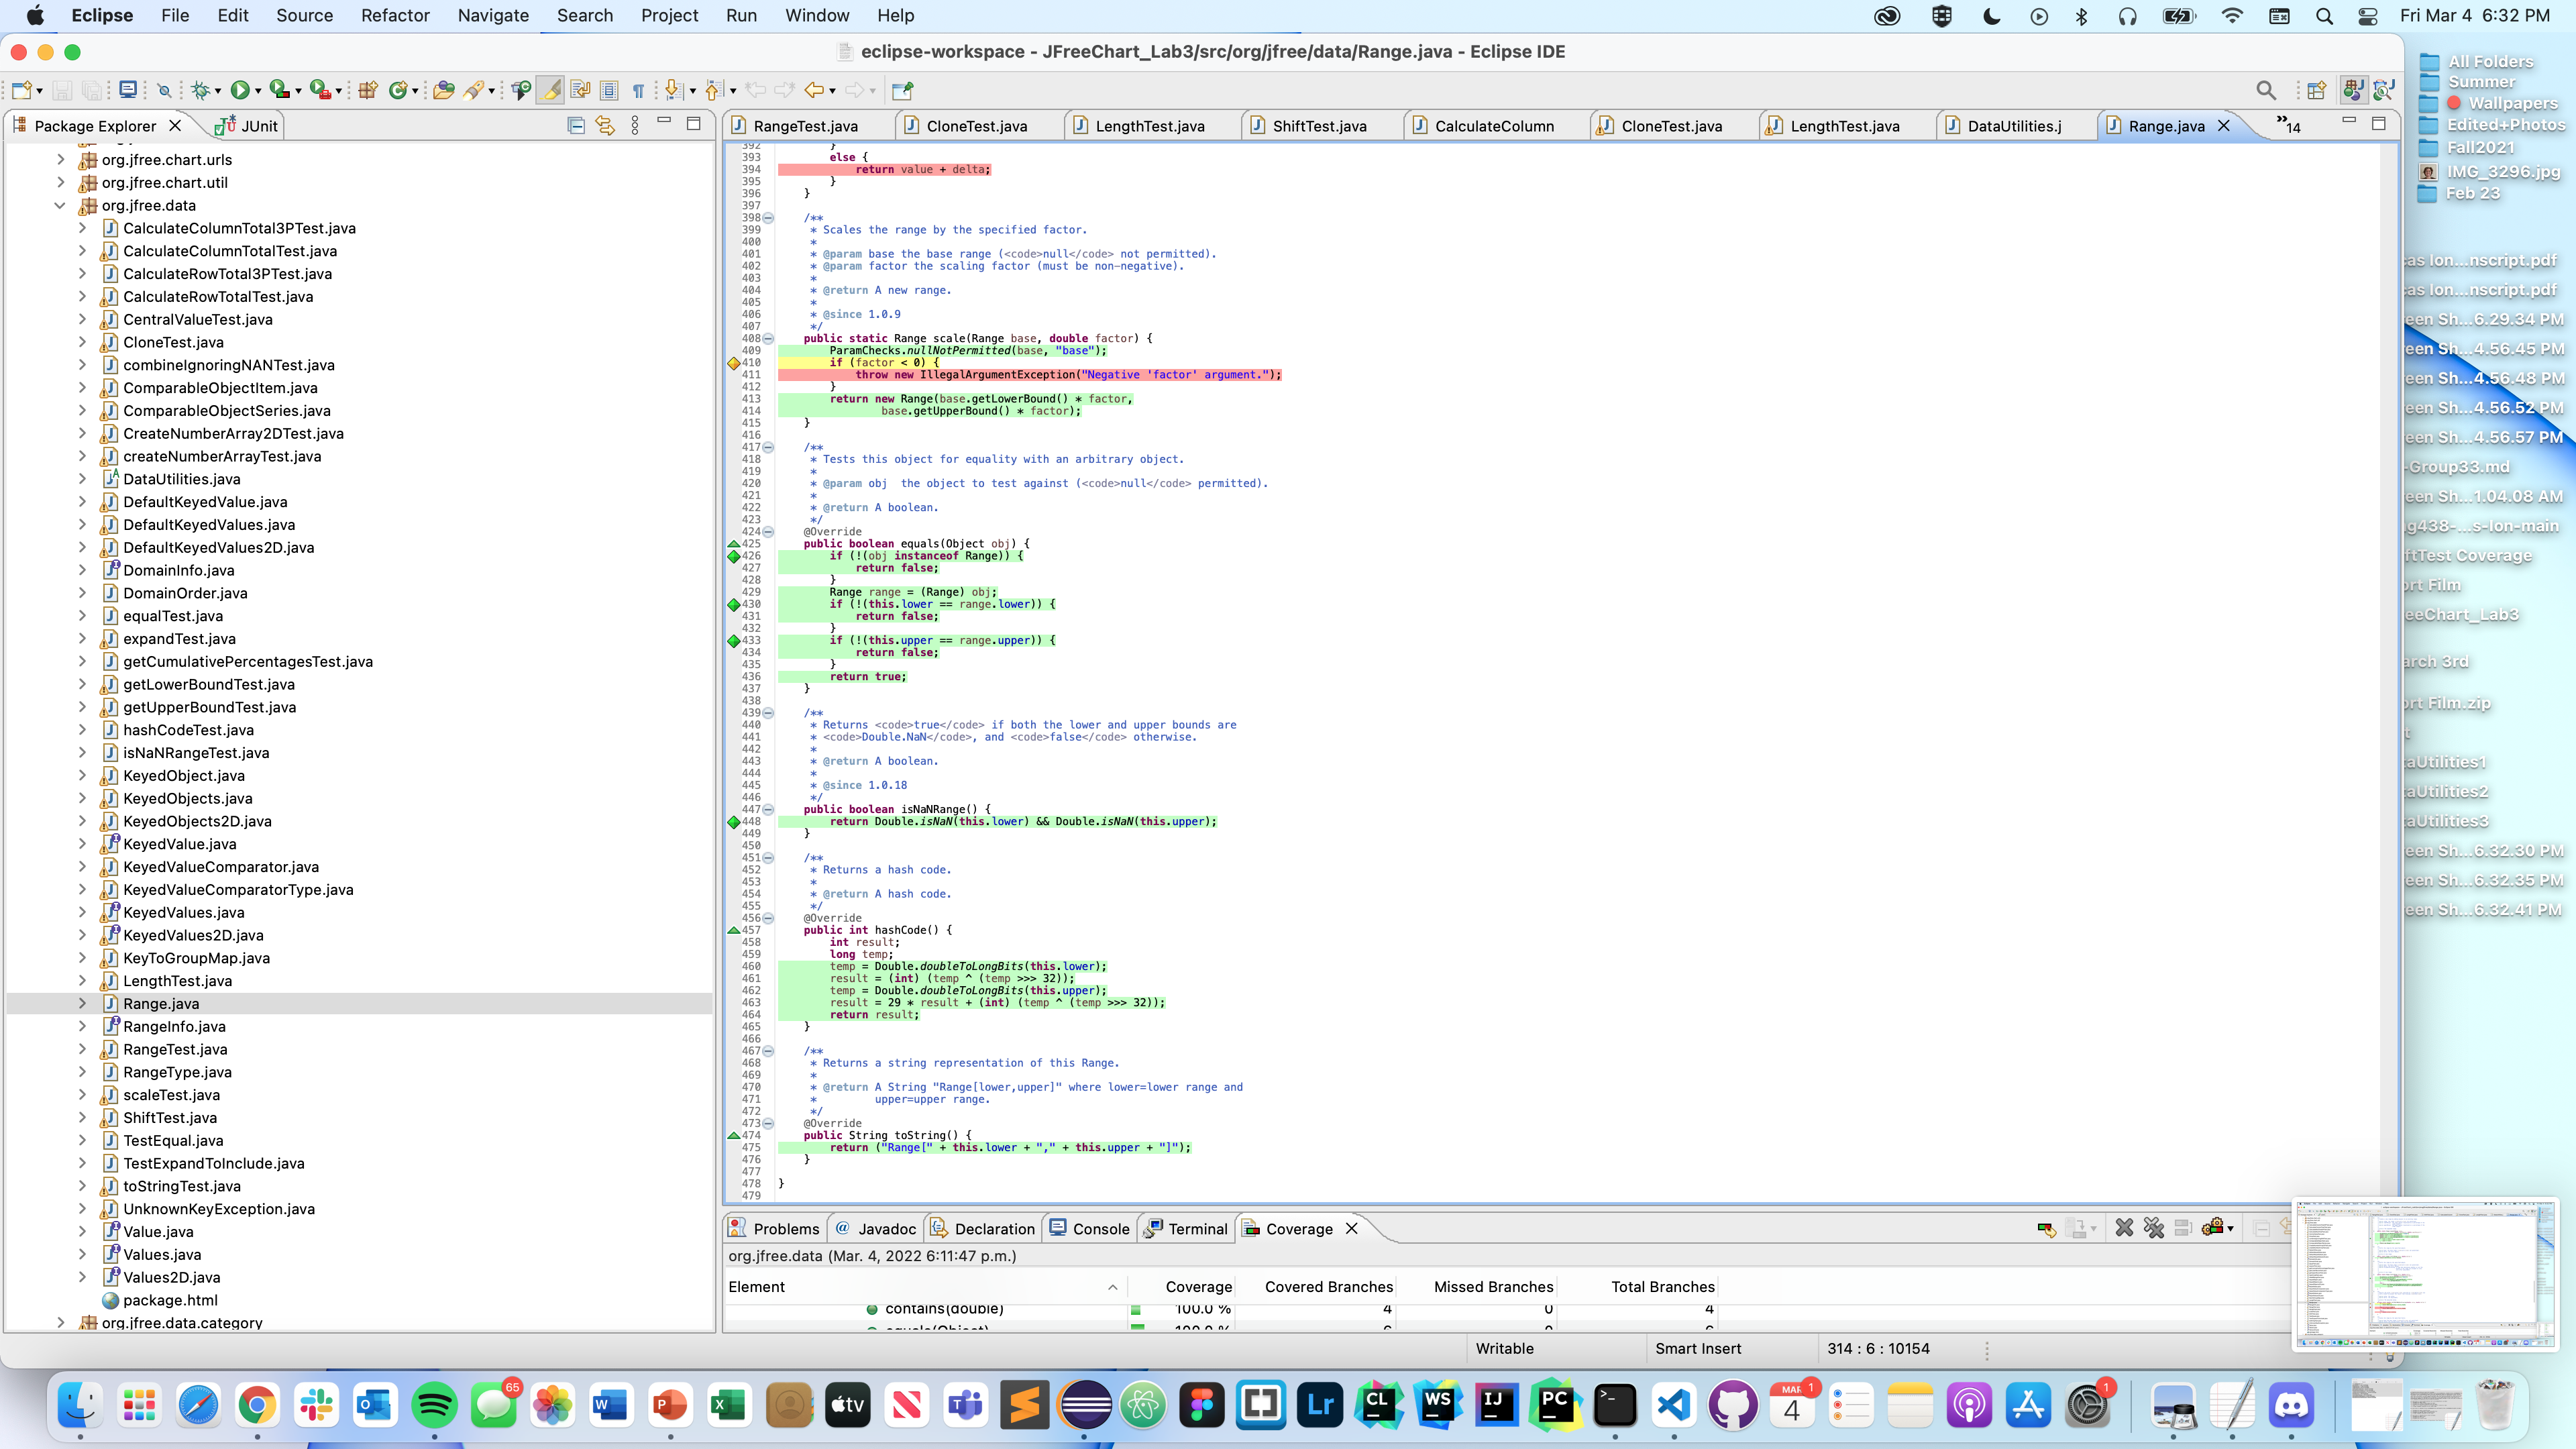 Eclipse File Edit Source Refactor Navigate Search Project Run Window Help Fri Mar 4 6:32 PM
eclipse-workspace - JFreeChart_Lab3/src/org/jfree/data/Range.java - Eclipse IDE
Package Explorer JUnit
RangeTest.java CloneTest.java LengthTest.java ShiftTest.java CalculateColumn CloneTest.java LengthTest.java DataUtilities.j Range.java 14
org.jfree.chart.urls
org.jfree.chart.util
org.jfree.data
CalculateColumnTotal3PTest.java
CalculateColumnTotalTest.java
CalculateRowTotal3PTest.java
CalculateRowTotalTest.java
CentralValueTest.java
CloneTest.java
combineIgnoringNANTest.java
ComparableObjectItem.java
ComparableObjectSeries.java
CreateNumberArray2DTest.java
createNumberArrayTest.java
DataUtilities.java
DefaultKeyedValue.java
DefaultKeyedValues.java
DefaultKeyedValues2D.java
DomainInfo.java
DomainOrder.java
equalTest.java
expandTest.java
getCumulativePercentagesTest.java
getLowerBoundTest.java
getUpperBoundTest.java
hashCodeTest.java
isNaNRangeTest.java
KeyedObject.java
KeyedObjects.java
KeyedObjects2D.java
KeyedValue.java
KeyedValueComparator.java
KeyedValueComparatorType.java
KeyedValues.java
KeyedValues2D.java
KeyToGroupMap.java
LengthTest.java
Range.java
RangeInfo.java
RangeTest.java
RangeType.java
scaleTest.java
ShiftTest.java
TestEqual.java
TestExpandToInclude.java
toStringTest.java
UnknownKeyException.java
Value.java
Values.java
Values2D.java
package.html
org.jfree.data.category
392 }
393 else {
394 return value + delta;
395 }
396 }
397
398 /**
399 * Scales the range by the specified factor.
400 *
401 * @param base the base range (<code>null</code> not permitted).
402 * @param factor the scaling factor (must be non-negative).
403 *
404 * @return A new range.
405 *
406 * @since 1.0.9
407 */
408 public static Range scale(Range base, double factor) {
409 ParamChecks.nullNotPermitted(base, "base");
410 if (factor < 0) {
411 throw new IllegalArgumentException("Negative 'factor' argument.");
412 }
413 return new Range(base.getLowerBound() * factor,
414 base.getUpperBound() * factor);
415 }
416
417 /**
418 * Tests this object for equality with an arbitrary object.
419 *
420 * @param obj  the object to test against (<code>null</code> permitted).
421 *
422 * @return A boolean.
423 */
424 @Override
425 public boolean equals(Object obj) {
426 if (!(obj instanceof Range)) {
427 return false;
428 }
429 Range range = (Range) obj;
430 if (!(this.lower == range.lower)) {
431 return false;
432 }
433 if (!(this.upper == range.upper)) {
434 return false;
435 }
436 return true;
437 }
438
439 /**
440 * Returns <code>true</code> if both the lower and upper bounds are
441 * <code>Double.NaN</code>, and <code>false</code> otherwise.
442 *
443 * @return A boolean.
444 *
445 * @since 1.0.18
446 */
447 public boolean isNaNRange() {
448 return Double.isNaN(this.lower) && Double.isNaN(this.upper);
449 }
450
451 /**
452 * Returns a hash code.
453 *
454 * @return A hash code.
455 */
456 @Override
457 public int hashCode() {
458 int result;
459 long temp;
460 temp = Double.doubleToLongBits(this.lower);
461 result = (int) (temp ^ (temp >>> 32));
462 temp = Double.doubleToLongBits(this.upper);
463 result = 29 * result + (int) (temp ^ (temp >>> 32));
464 return result;
465 }
466
467 /**
468 * Returns a string representation of this Range.
469 *
470 * @return A String "Range[lower,upper]" where lower=lower range and
471 * upper=upper range.
472 */
473 @Override
474 public String toString() {
475 return ("Range[" + this.lower + "," + this.upper + "]");
476 }
477
478 }
479
Problems Javadoc Declaration Console Terminal Coverage
org.jfree.data (Mar. 4, 2022 6:11:47 p.m.)
Element Coverage Covered Branches Missed Branches Total Branches
contains(double) 100.0 % 4 0 4
equals(Object) 100.0 % 6 0 6
Writable Smart Insert 314 : 6 : 10154
All Folders
Summer
Wallpapers
Edited+Photos
Fall2021
IMG_3296.jpg
Feb 23
as lon...nscript.pdf
as lon...nscript.pdf
een Sh...6.29.34 PM
een Sh...4.56.45 PM
een Sh...4.56.48 PM
een Sh...4.56.52 PM
een Sh...4.56.57 PM
-Group33.md
een Sh...1.04.08 AM
g438-...s-lon-main
ftTest Coverage
ort Film
eeChart_Lab3
arch 3rd
ort Film.zip
t
aUtilities1
aUtilities2
aUtilities3
een Sh...6.32.30 PM
een Sh...6.32.35 PM
een Sh...6.32.41 PM
65 tv Lr CL WS IJ PC MAR 4 1 1